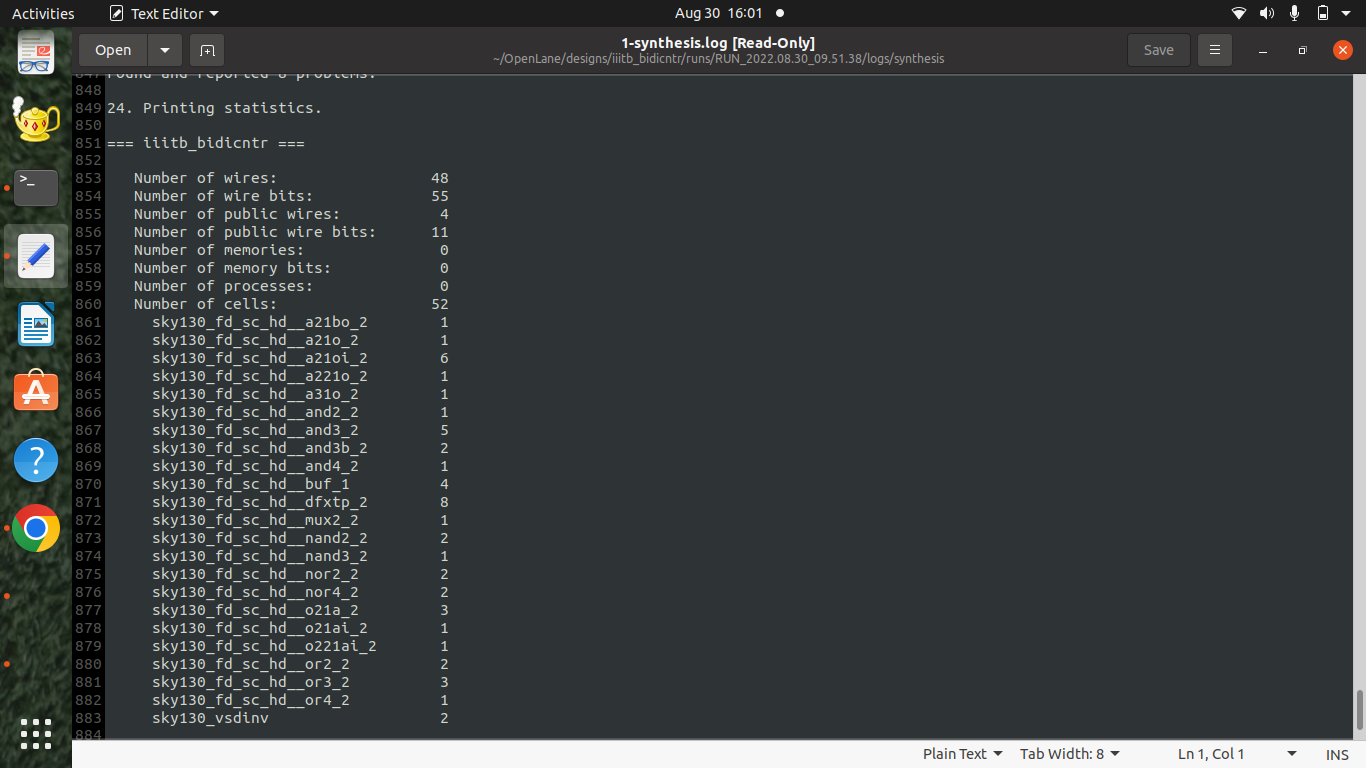 Activities Text Editor Aug 30 16:01
Open 1-synthesis.log [Read-Only] Save
~/OpenLane/designs/iiitb_bidicntr/runs/RUN_2022.08.30_09.51.38/logs/synthesis
847 Found and reported 8 problems.
848
849 24. Printing statistics.
850
851 === iiitb_bidicntr ===
852
853 Number of wires: 48
854 Number of wire bits: 55
855 Number of public wires: 4
856 Number of public wire bits: 11
857 Number of memories: 0
858 Number of memory bits: 0
859 Number of processes: 0
860 Number of cells: 52
861 sky130_fd_sc_hd__a21bo_2 1
862 sky130_fd_sc_hd__a21o_2 1
863 sky130_fd_sc_hd__a21oi_2 6
864 sky130_fd_sc_hd__a221o_2 1
865 sky130_fd_sc_hd__a31o_2 1
866 sky130_fd_sc_hd__and2_2 1
867 sky130_fd_sc_hd__and3_2 5
868 sky130_fd_sc_hd__and3b_2 2
869 sky130_fd_sc_hd__and4_2 1
870 sky130_fd_sc_hd__buf_1 4
871 sky130_fd_sc_hd__dfxtp_2 8
872 sky130_fd_sc_hd__mux2_2 1
873 sky130_fd_sc_hd__nand2_2 2
874 sky130_fd_sc_hd__nand3_2 1
875 sky130_fd_sc_hd__nor2_2 2
876 sky130_fd_sc_hd__nor4_2 2
877 sky130_fd_sc_hd__o21a_2 3
878 sky130_fd_sc_hd__o21ai_2 1
879 sky130_fd_sc_hd__o221ai_2 1
880 sky130_fd_sc_hd__or2_2 2
881 sky130_fd_sc_hd__or3_2 3
882 sky130_fd_sc_hd__or4_2 1
883 sky130_vsdinv 2
884
Plain Text Tab Width: 8 Ln 1, Col 1 INS